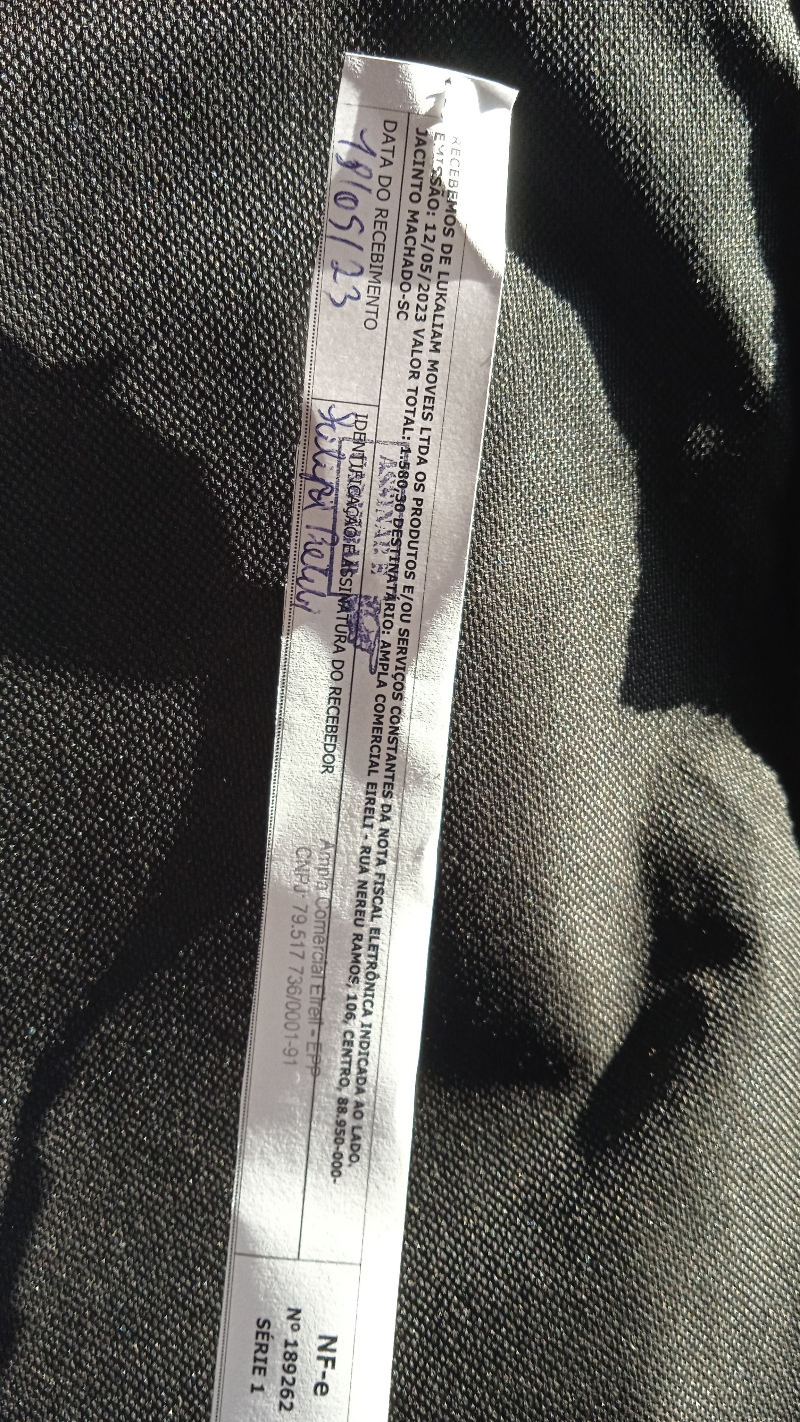 RECEBEMOS DE LUKALIAM MOVEIS LTDA OS PRODUTOS E/OU SERVIÇOS CONSTANTES DA NOTA FISCAL ELETRÔNICA INDICADA AO LADO.
EMISSÃO: 12/05/2023 VALOR TOTAL: 1.580,30 DESTINATÁRIO: AMPLA COMERCIAL EIRELI - RUA NEREU RAMOS, 106, CENTRO, 88.950-000-
JACINTO MACHADO-SC
DATA DO RECEBIMENTO
IDENTIFICAÇÃO E ASSINATURA DO RECEBEDOR
/05/23
Ampla Comercial Eireli - EPP
CNPJ: 79.517 736/0001-91
NF-e
Nº 189262
SÉRIE 1